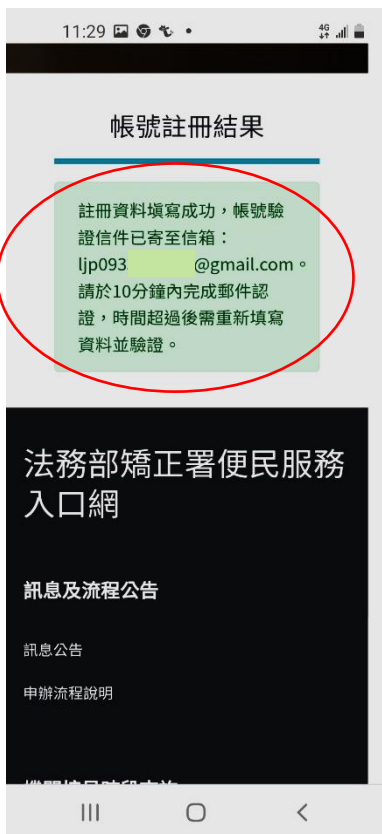 11:29
4G
帳號註冊結果
註冊資料填寫成功，帳號驗
證信件已寄至信箱：
ljp093 @gmail.com。
請於10分鐘內完成郵件認
證，時間超過後需重新填寫
資料並驗證。
法務部矯正署便民服務
入口網
訊息及流程公告
訊息公告
申辦流程說明